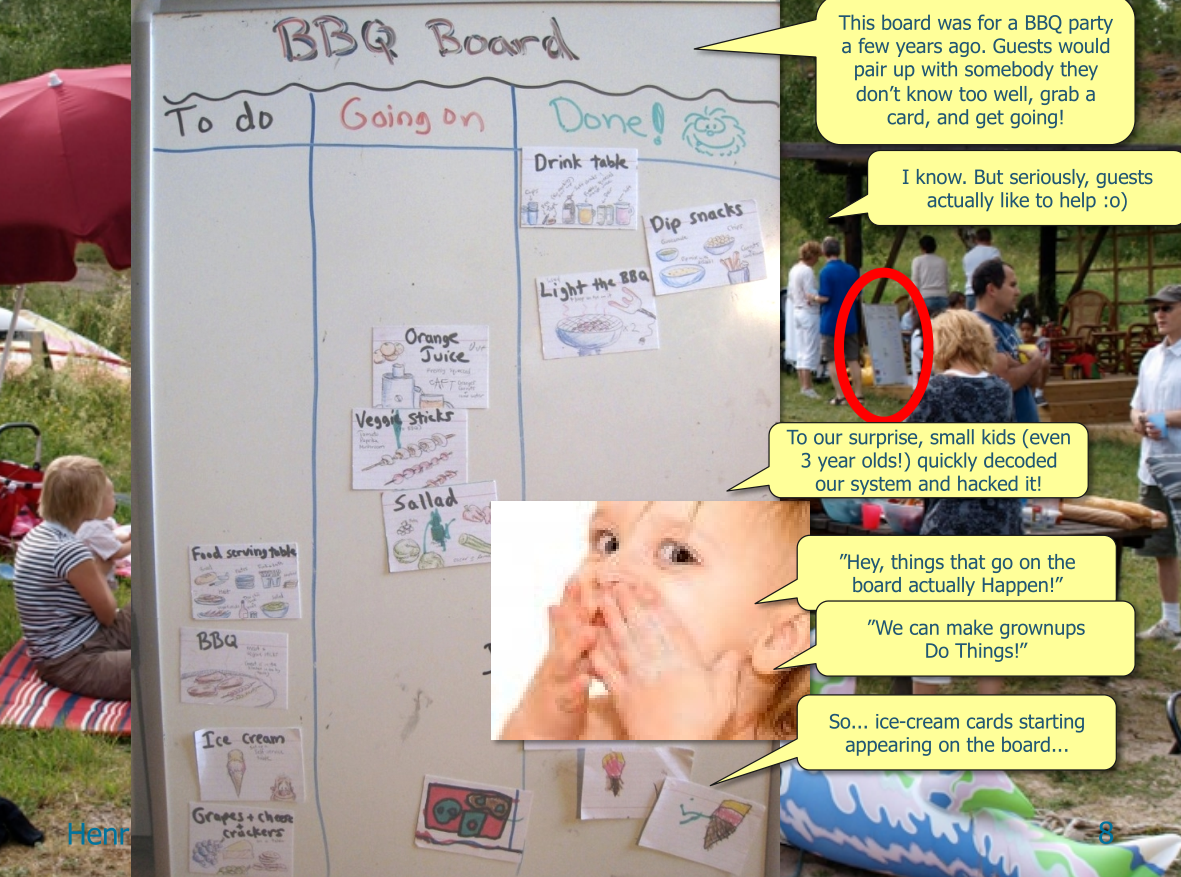 BBQ Board
To do
Going on
Done!
Drink table
Dip snacks
Light the BBQ
Orange
Juice
Veggie sticks
Sallad
Food serving table
BBQ
Ice cream
Grapes + cheese
crackers
This board was for a BBQ party
a few years ago. Guests would
pair up with somebody they
don’t know too well, grab a
card, and get going!
I know. But seriously, guests
actually like to help :o)
To our surprise, small kids (even
3 year olds!) quickly decoded
our system and hacked it!
”Hey, things that go on the
board actually Happen!”
”We can make grownups
Do Things!”
So... ice-cream cards starting
appearing on the board...
Henr
8